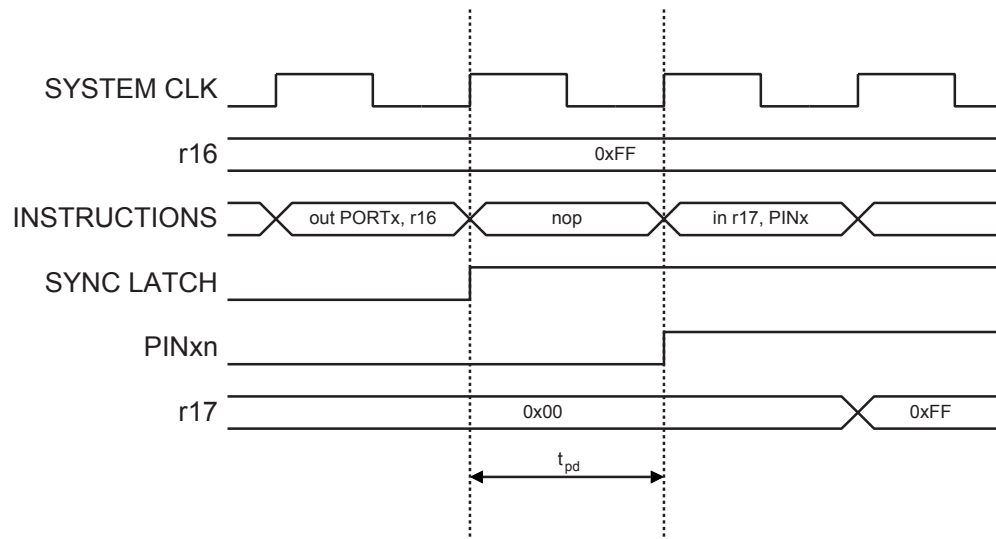 SYSTEM CLK
r16
0xFF
INSTRUCTIONS
out PORTx, r16
nop
in r17, PINx
SYNC LATCH
PINxn
r17
0x00
0xFF
tpd